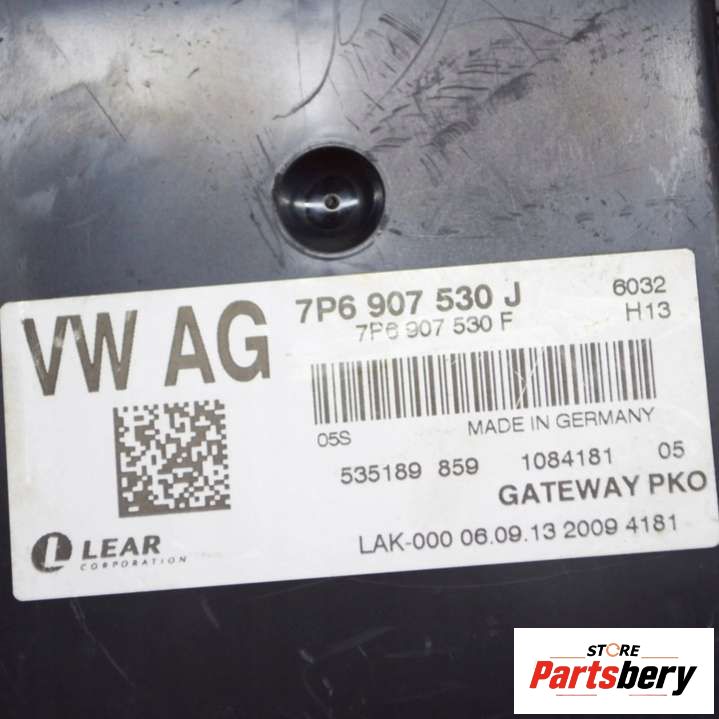 VW AG
7P6 907 530 J
7P6 907 530 F
6032
H13
05S
MADE IN GERMANY
535189 859
1084181
05
GATEWAY PKO
LEAR
CORPORATION
LAK-000 06.09.13 2009 4181
STORE
Partsbery